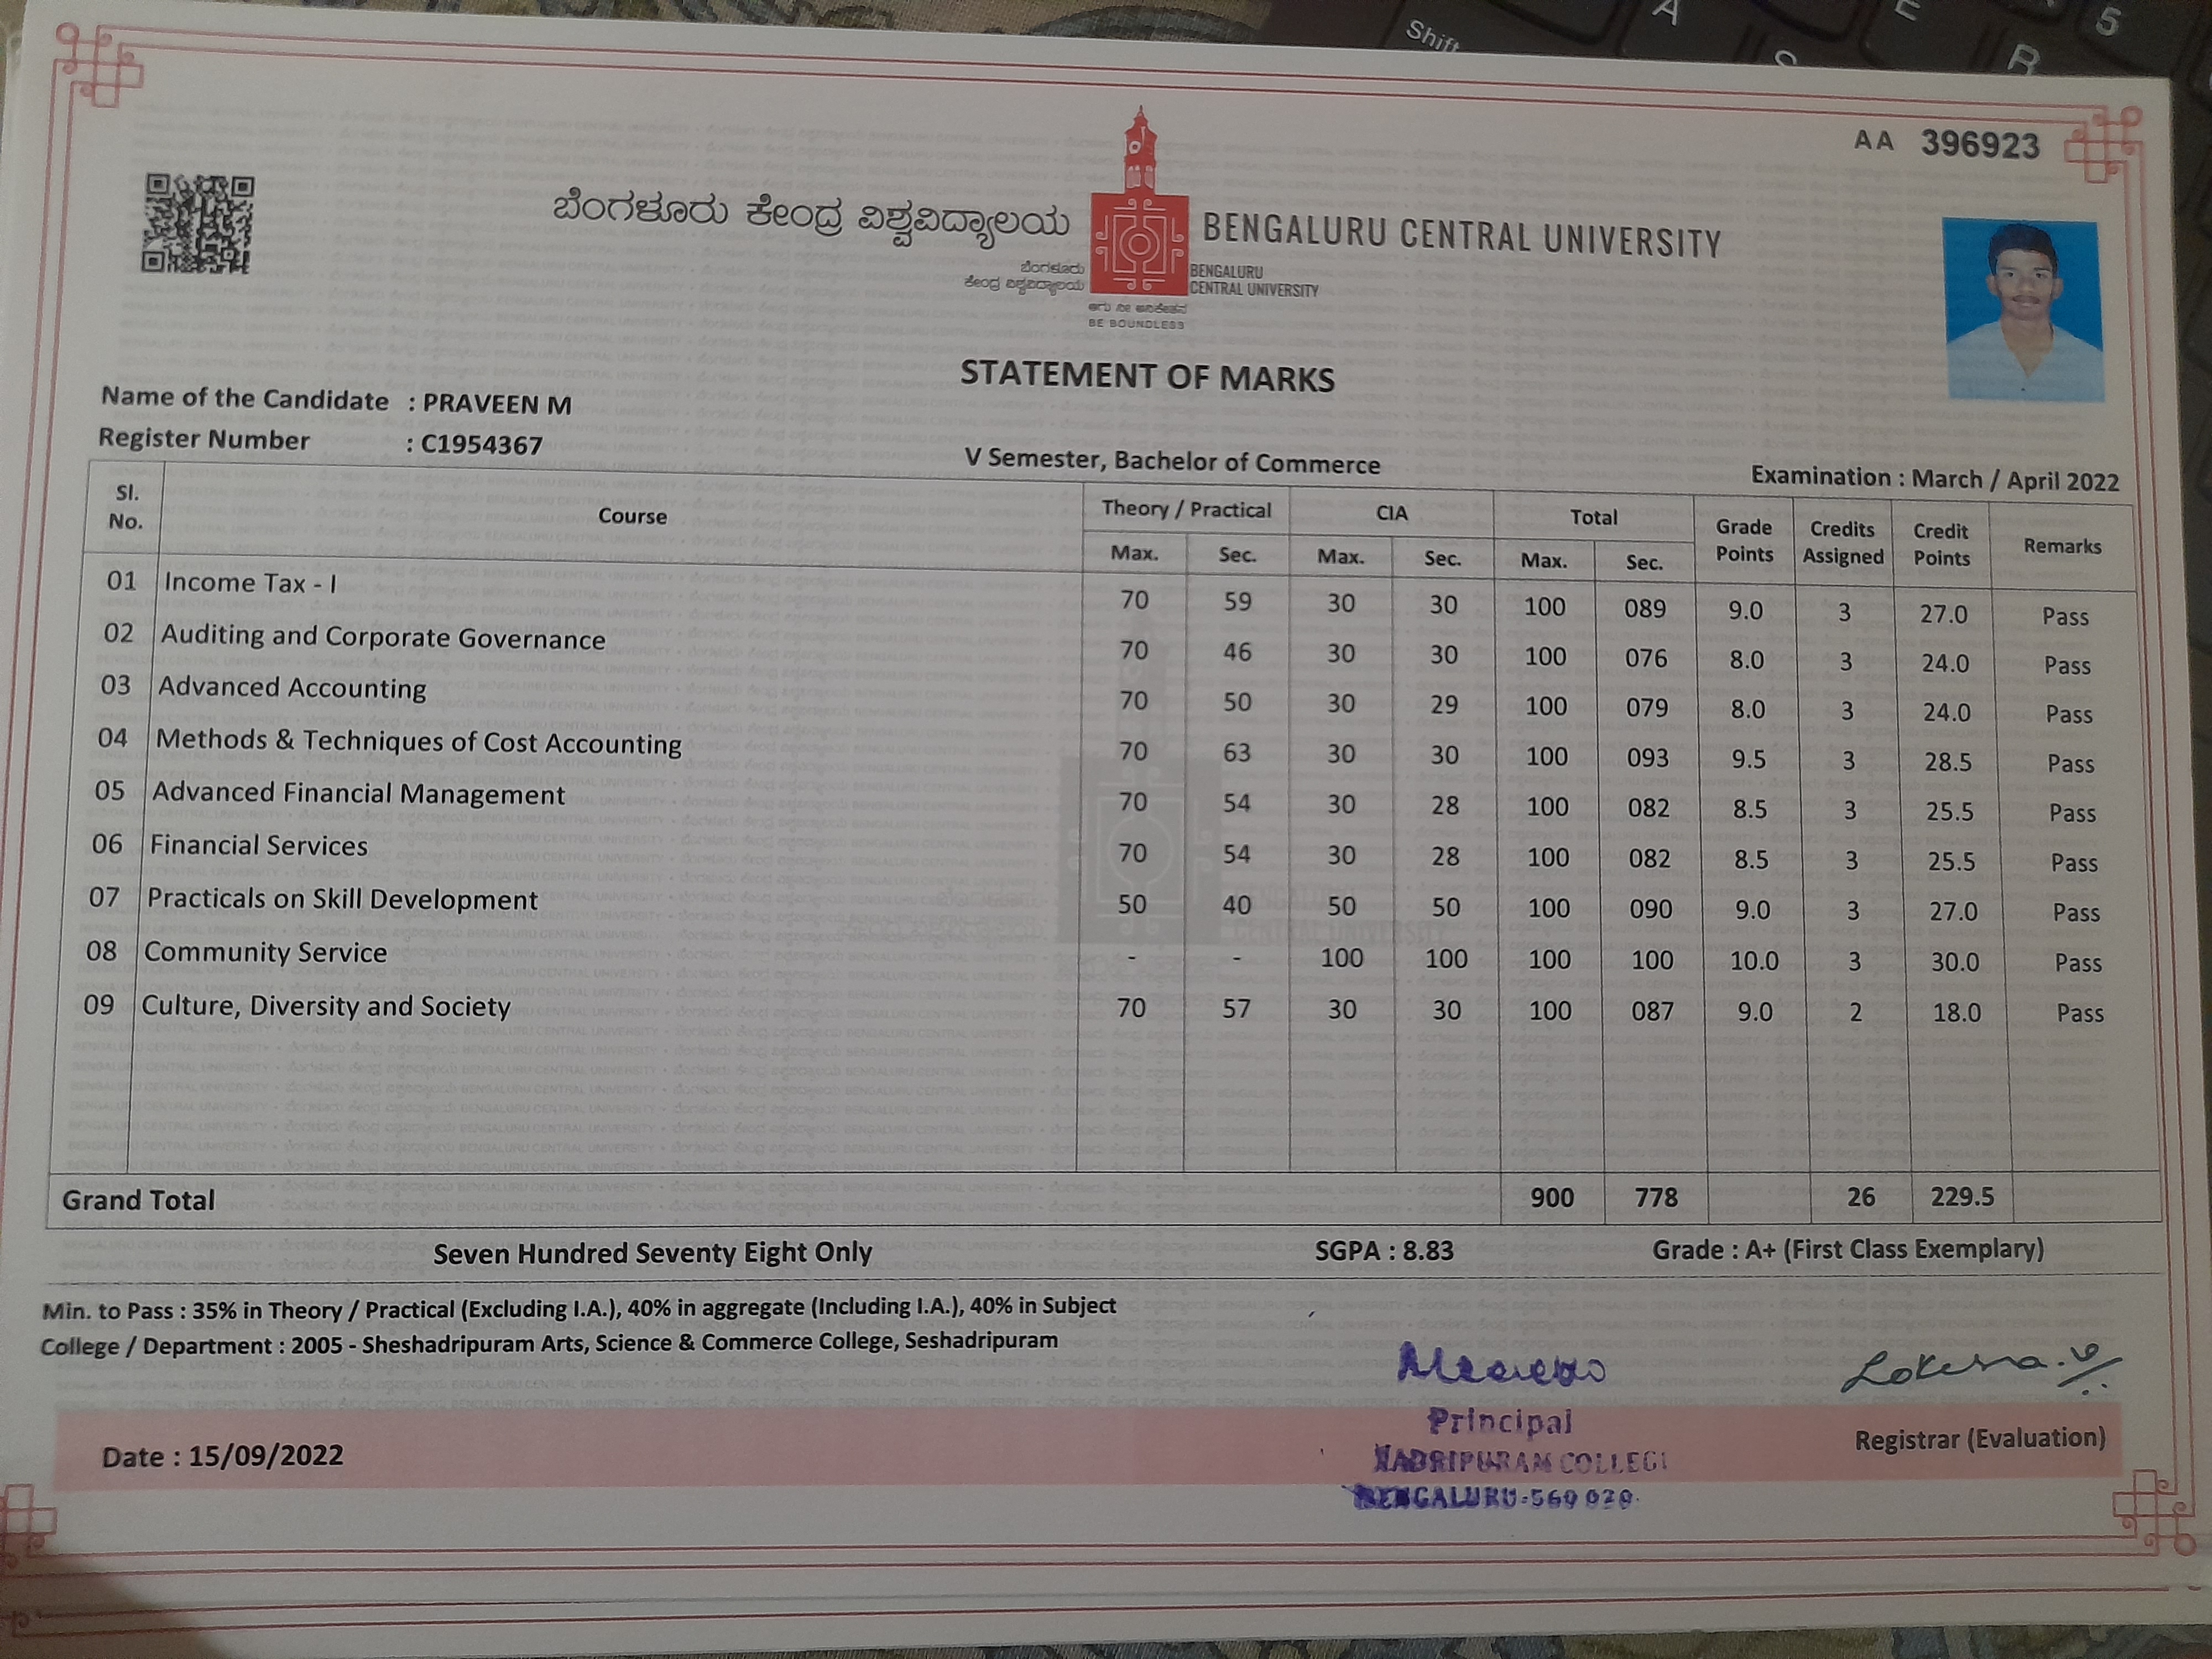 AA 396923
ಬೆಂಗಳೂರು ಕೇಂದ್ರ ವಿಶ್ವವಿದ್ಯಾಲಯ BENGALURU CENTRAL UNIVERSITY
ಬೆಂಗಳೂರು BENGALURU
ಕೇಂದ್ರ ವಿಶ್ವವಿದ್ಯಾಲಯ CENTRAL UNIVERSITY
BE BOUNDLESS
STATEMENT OF MARKS
Name of the Candidate : PRAVEEN M
Register Number : C1954367 V Semester, Bachelor of Commerce Examination : March / April 2022
Sl. No. Course Theory / Practical CIA Total Grade Points Credits Assigned Credit Points Remarks
Max. Sec. Max. Sec. Max. Sec.
01 Income Tax - I 70 59 30 30 100 089 9.0 3 27.0 Pass
02 Auditing and Corporate Governance 70 46 30 30 100 076 8.0 3 24.0 Pass
03 Advanced Accounting 70 50 30 29 100 079 8.0 3 24.0 Pass
04 Methods & Techniques of Cost Accounting 70 63 30 30 100 093 9.5 3 28.5 Pass
05 Advanced Financial Management 70 54 30 28 100 082 8.5 3 25.5 Pass
06 Financial Services 70 54 30 28 100 082 8.5 3 25.5 Pass
07 Practicals on Skill Development 50 40 50 50 100 090 9.0 3 27.0 Pass
08 Community Service - - 100 100 100 100 10.0 3 30.0 Pass
09 Culture, Diversity and Society 70 57 30 30 100 087 9.0 2 18.0 Pass
Grand Total 900 778 26 229.5
Seven Hundred Seventy Eight Only SGPA : 8.83 Grade : A+ (First Class Exemplary)
Min. to Pass : 35% in Theory / Practical (Excluding I.A.), 40% in aggregate (Including I.A.), 40% in Subject
College / Department : 2005 - Sheshadripuram Arts, Science & Commerce College, Seshadripuram
Date : 15/09/2022 Principal Registrar (Evaluation)
BENGALURU-560 020.
Shift
A
R
5